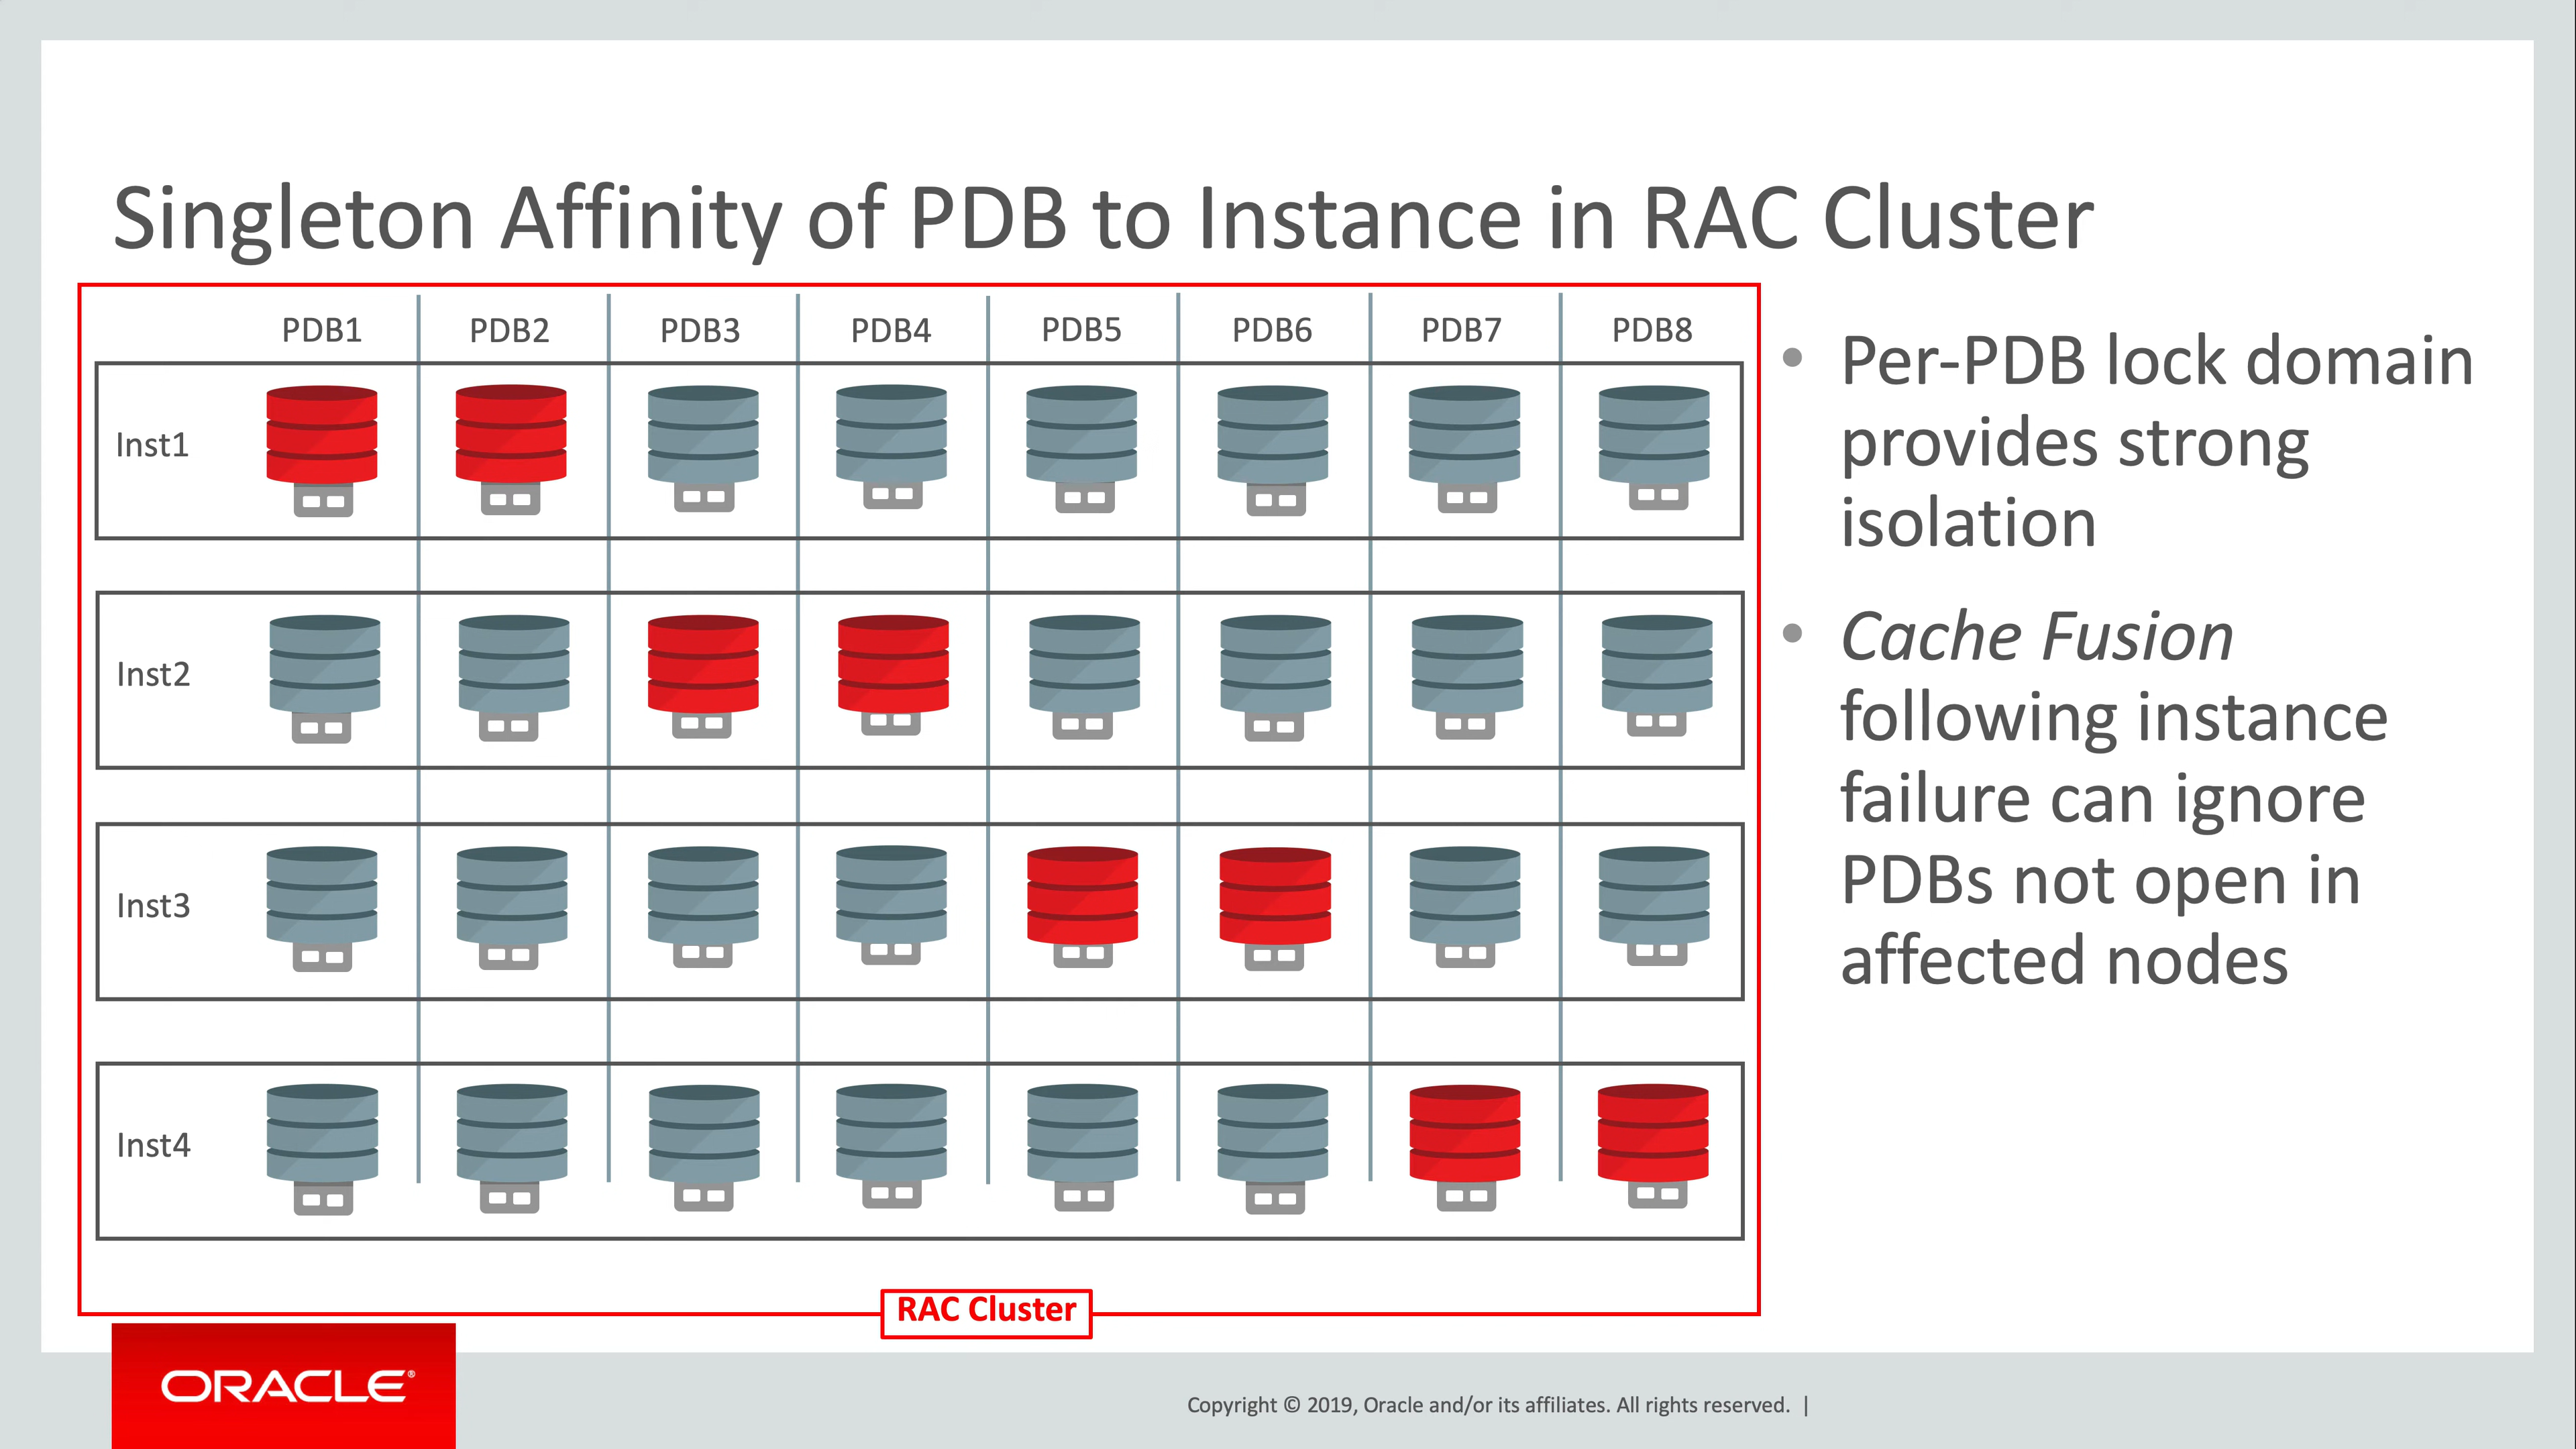 Singleton Affinity of PDB to Instance in RAC Cluster
PDB1 PDB2 PDB3 PDB4 PDB5 PDB6 PDB7 PDB8
Inst1
Inst2
Inst3
Inst4
RAC Cluster
• Per-PDB lock domain
provides strong
isolation
• Cache Fusion
following instance
failure can ignore
PDBs not open in
affected nodes
ORACLE®
Copyright © 2019, Oracle and/or its affiliates. All rights reserved. |